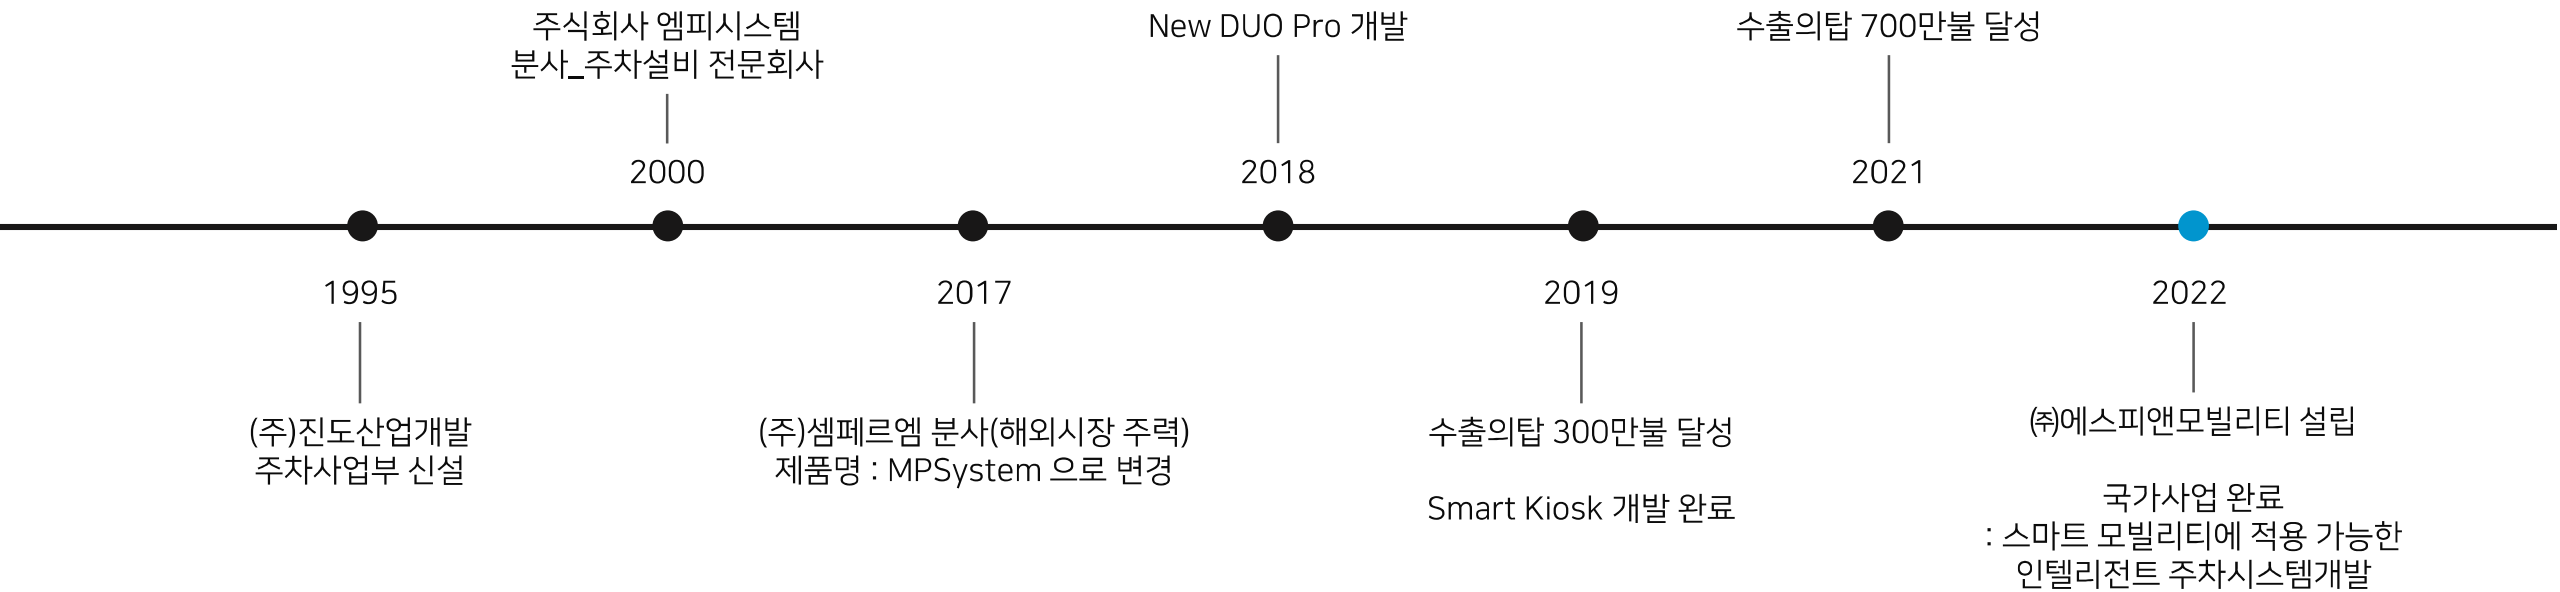 주식회사 엠피시스템
분사_주차설비 전문회사
2000
New DUO Pro 개발
2018
수출의탑 700만불 달성
2021
1995
(주)진도산업개발
주차사업부 신설
2017
(주)셈페르엠 분사(해외시장 주력)
제품명 : MPSystem 으로 변경
2019
수출의탑 300만불 달성
Smart Kiosk 개발 완료
2022
㈜에스피앤모빌리티 설립
국가사업 완료
: 스마트 모빌리티에 적용 가능한
인텔리전트 주차시스템개발